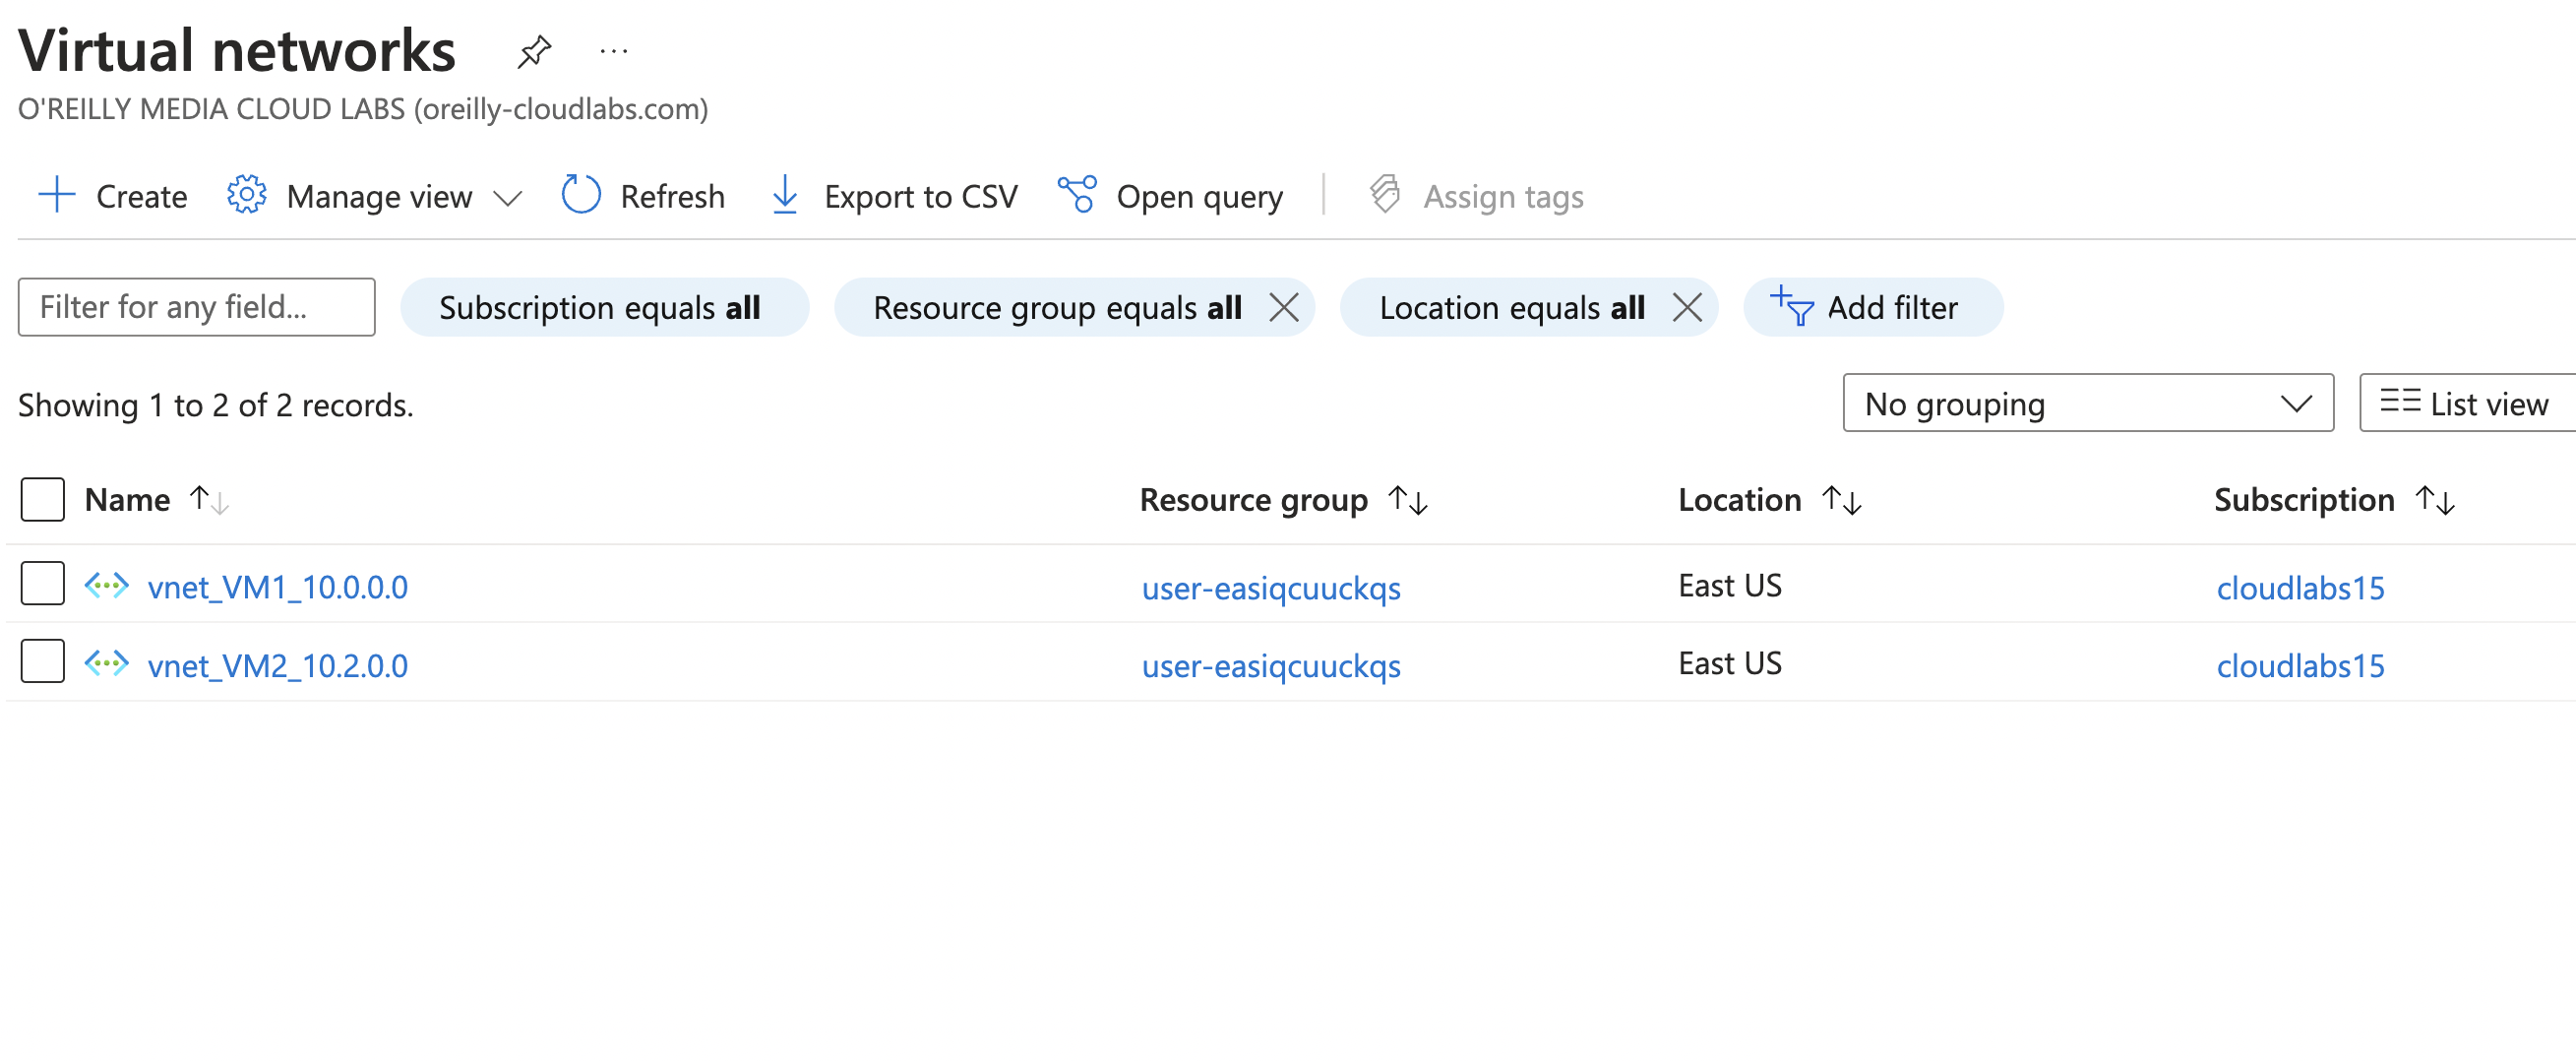 Virtual networks
O'REILLY MEDIA CLOUD LABS (oreilly-cloudlabs.com)
Create Manage view Refresh Export to CSV Open query Assign tags
Filter for any field... Subscription equals all Resource group equals all Location equals all Add filter
Showing 1 to 2 of 2 records. No grouping List view
Name Resource group Location Subscription
vnet_VM1_10.0.0.0 user-easiqcuuckqs East US cloudlabs15
vnet_VM2_10.2.0.0 user-easiqcuuckqs East US cloudlabs15